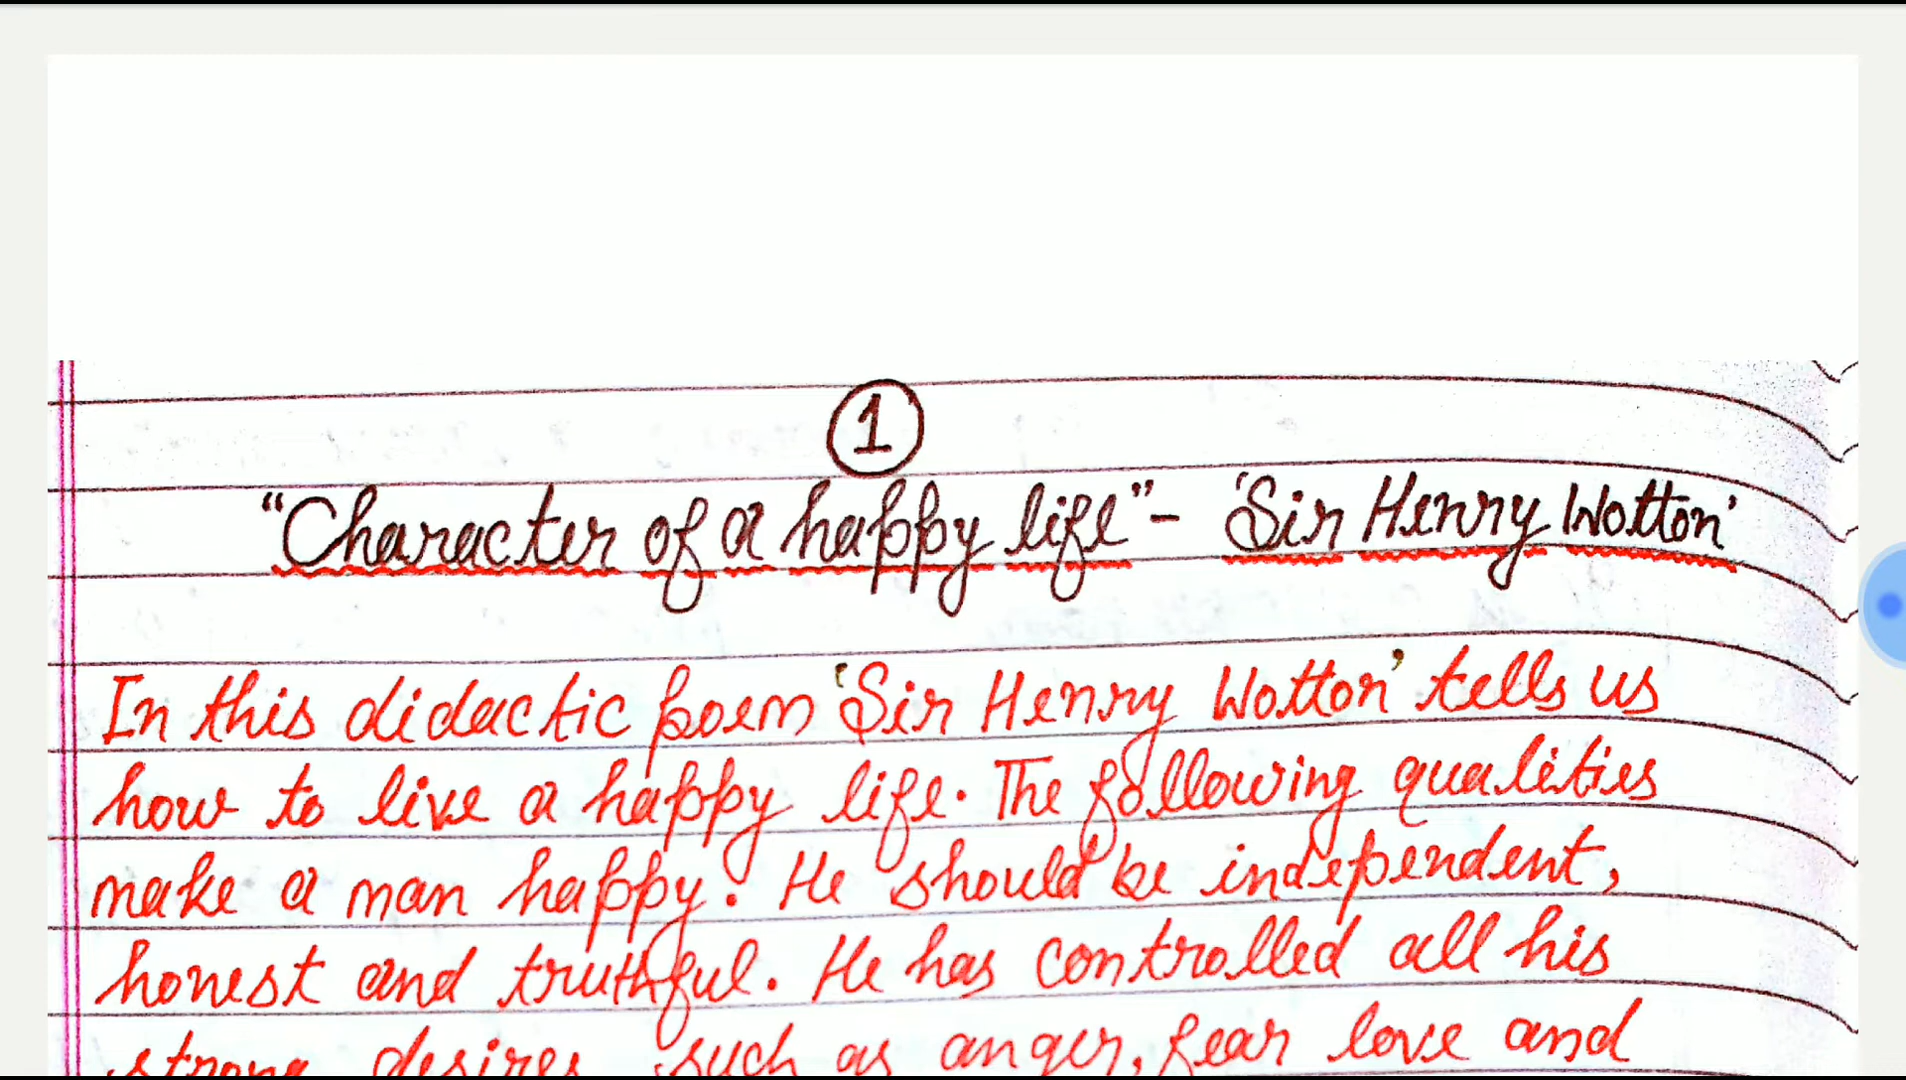 1
"Character of a happy life" - 'Sir Henry Wotton'
In this didactic poem 'Sir Henry Wotton' tells us
how to live a happy life. The following qualities
make a man happy. He should be independent,
honest and truthful. He has controlled all his
strong desires such as anger, fear love and